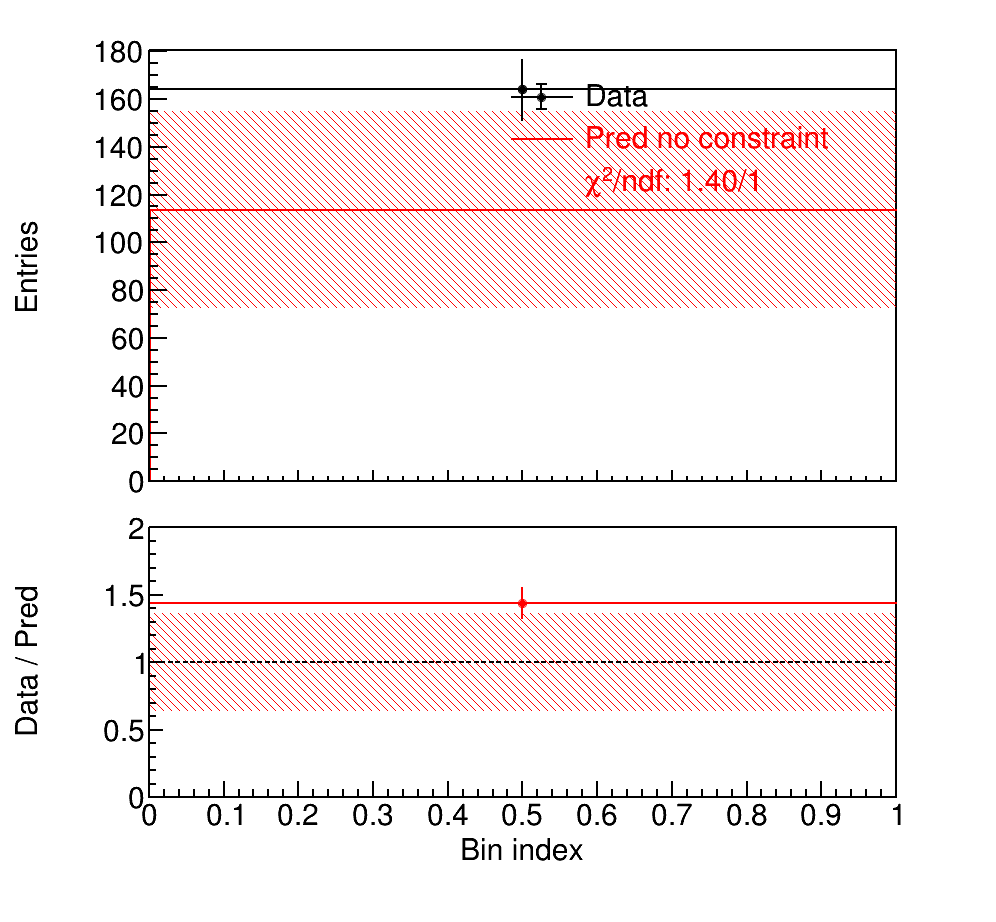 180
160
140
120
100
80
60
40
20
0
Entries
Data
Pred no constraint
χ²/ndf: 1.40/1
2
1.5
1
0.5
0
Data / Pred
0 0.1 0.2 0.3 0.4 0.5 0.6 0.7 0.8 0.9 1
Bin index